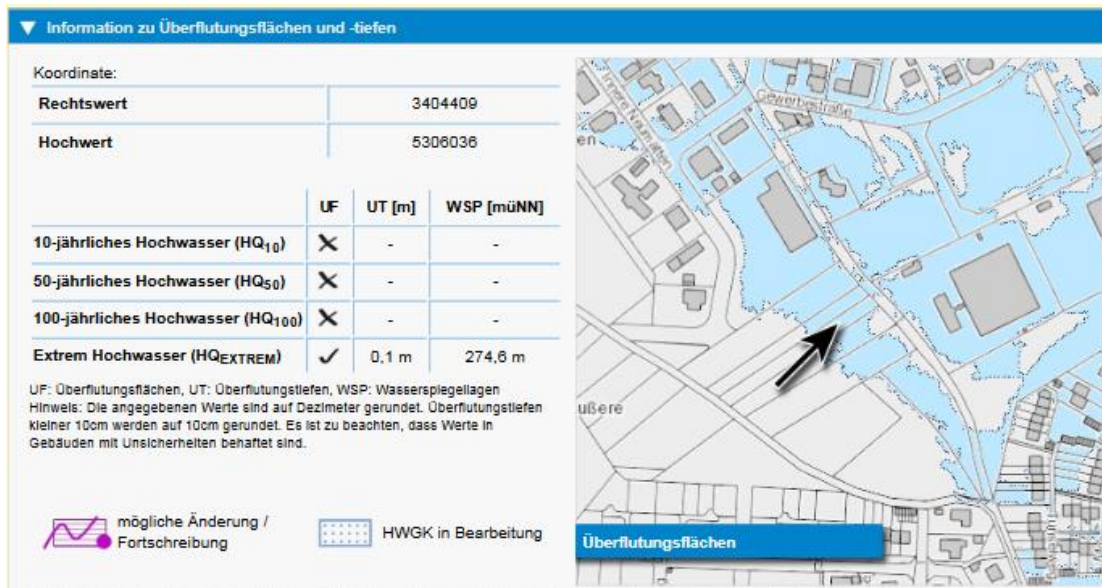 Information zu Überflutungsflächen und -tiefen
Koordinate:
Rechtswert 3404409
Hochwert 5306036
UF UT [m] WSP [müNN]
10-jährliches Hochwasser (HQ10) ✗ - -
50-jährliches Hochwasser (HQ50) ✗ - -
100-jährliches Hochwasser (HQ100) ✗ - -
Extrem Hochwasser (HQEXTREM) ✓ 0,1 m 274,6 m
UF: Überflutungsflächen, UT: Überflutungstiefen, WSP: Wasserspiegellagen
Hinweis: Die angegebenen Werte sind auf Dezimeter gerundet. Überflutungstiefen
kleiner 10cm werden auf 10cm gerundet. Es ist zu beachten, dass Werte in
Gebäuden mit Unsicherheiten behaftet sind.
mögliche Änderung /
Fortschreibung
HWGK in Bearbeitung
Gewerbestraße
en
ußere
Überflutungsflächen